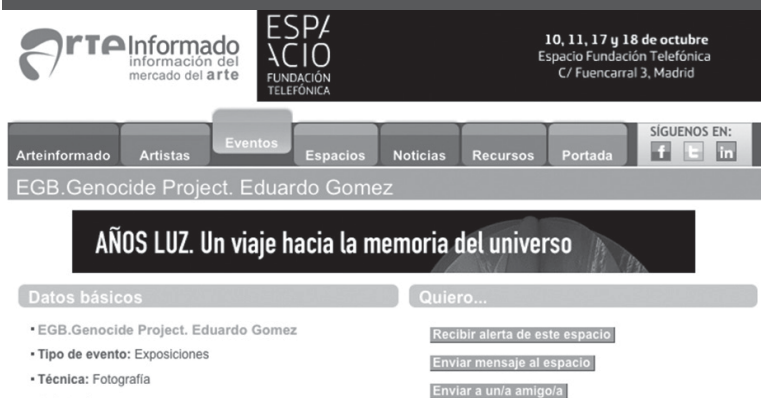 ArteInformado
información del
mercado del arte
ESPA
ACIO
FUNDACIÓN
TELEFÓNICA
10, 11, 17 y 18 de octubre
Espacio Fundación Telefónica
C/ Fuencarral 3, Madrid
Arteinformado Artistas Eventos Espacios Noticias Recursos Portada
SÍGUENOS EN:
f t in
EGB.Genocide Project. Eduardo Gomez
AÑOS LUZ. Un viaje hacia la memoria del universo
Datos básicos
▪ EGB.Genocide Project. Eduardo Gomez
▪ Tipo de evento: Exposiciones
▪ Técnica: Fotografía
Quiero...
Recibir alerta de este espacio
Enviar mensaje al espacio
Enviar a un/a amigo/a